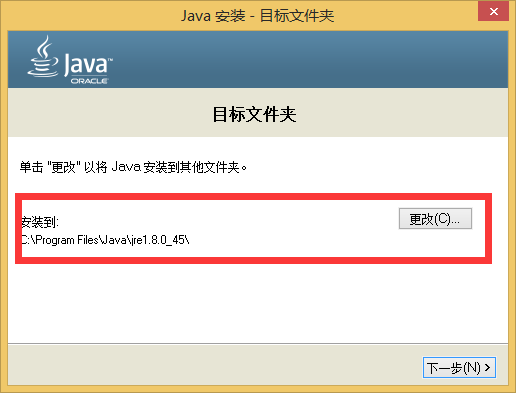 Java 安装 - 目标文件夹
Java™
ORACLE
目标文件夹
单击 "更改" 以将 Java 安装到其他文件夹。
安装到:
更改(C)...
C:\Program Files\Java\jre1.8.0_45\
下一步(N) >